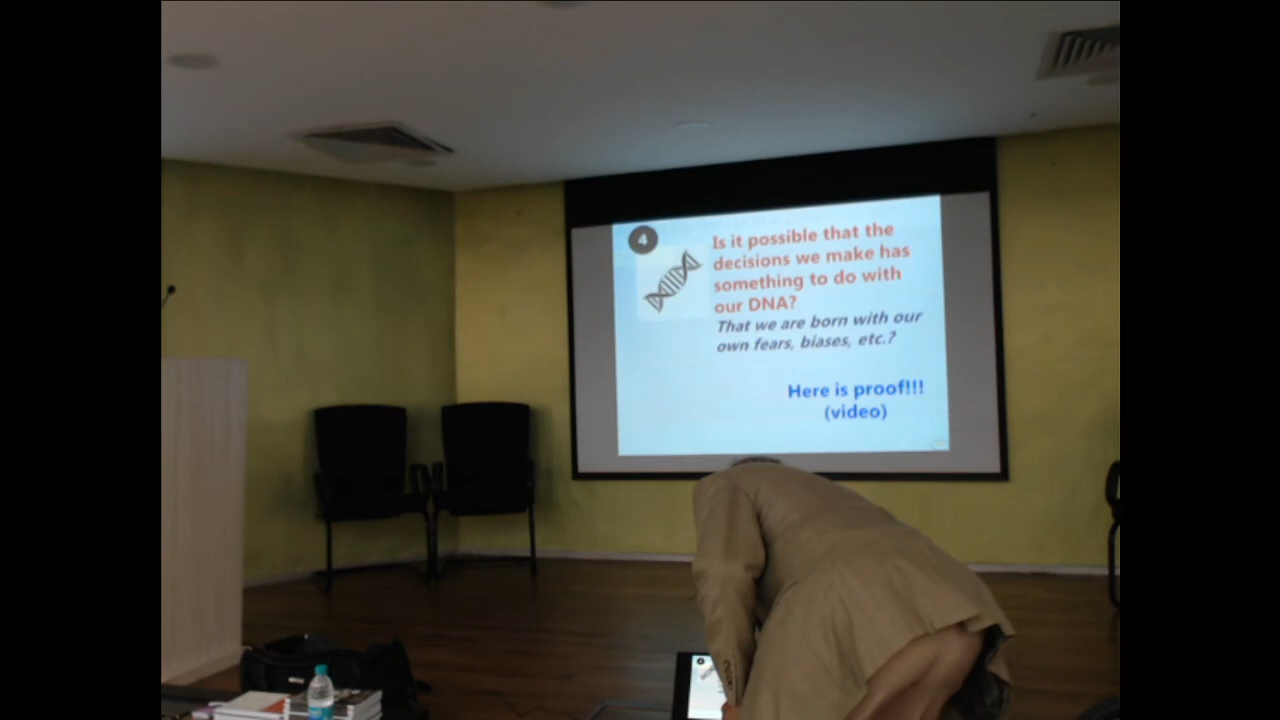 4
Is it possible that the
decisions we make has
something to do with
our DNA?
That we are born with our
own fears, biases, etc.?
Here is proof!!!
(video)